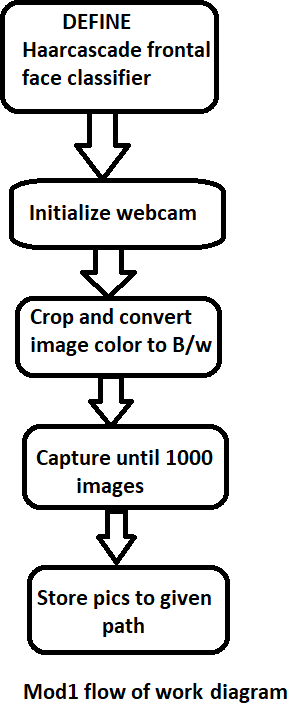 DEFINE
Haarcascade frontal
face classifier
Initialize webcam
Crop and convert
image color to B/w
Capture until 1000
images
Store pics to given
path
Mod1 flow of work diagram